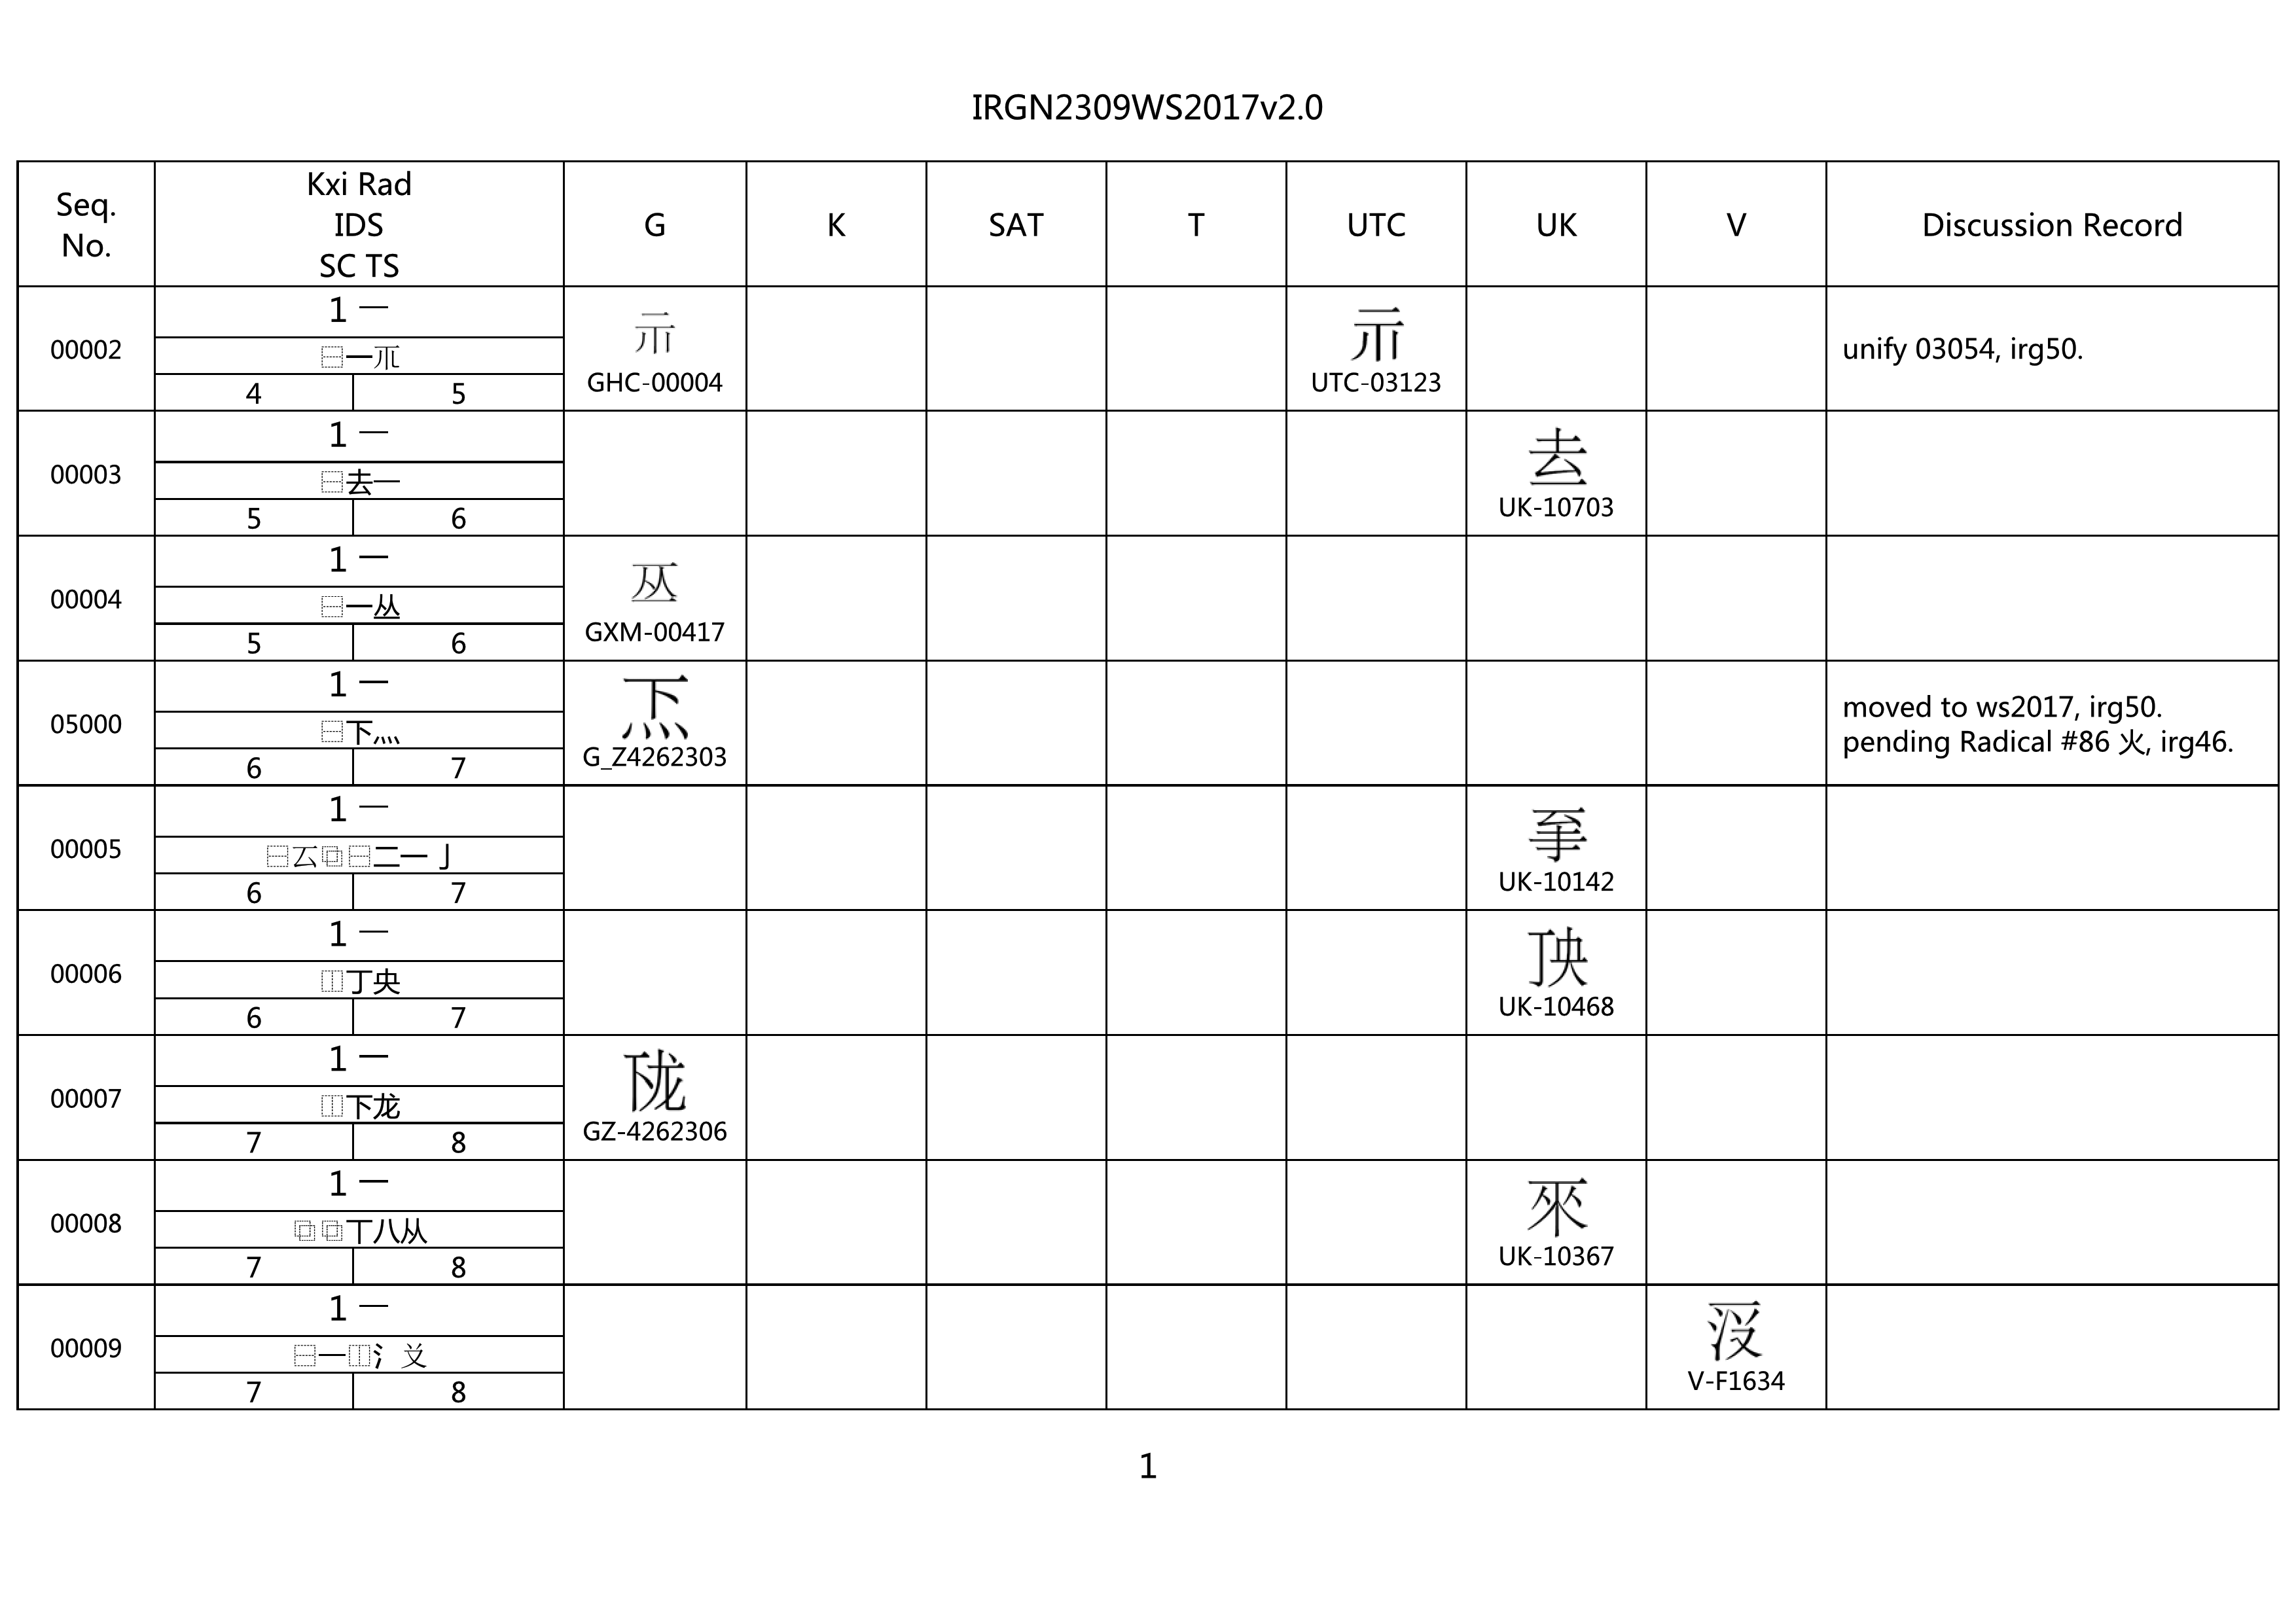 IRGN2309WS2017v2.0
Seq.
No.
Kxi Rad
IDS
SC TS
G
K
SAT
T
UTC
UK
V
Discussion Record
00002
1 一
⿱一𠀁
4 5
GHC-00004
UTC-03123
unify 03054, irg50.
00003
1 一
⿱去一
5 6
UK-10703
00004
1 一
⿱一丛
5 6
GXM-00417
05000
1 一
⿱下灬
6 7
G_Z4262303
moved to ws2017, irg50.
pending Radical #86 火, irg46.
00005
1 一
⿱云⿻⿱二一亅
6 7
UK-10142
00006
1 一
⿰丁央
6 7
UK-10468
00007
1 一
⿰下龙
7 8
GZ-4262306
00008
1 一
⿻⿻丅八从
7 8
UK-10367
00009
1 一
⿱一⿰氵𠬛
7 8
V-F1634
1